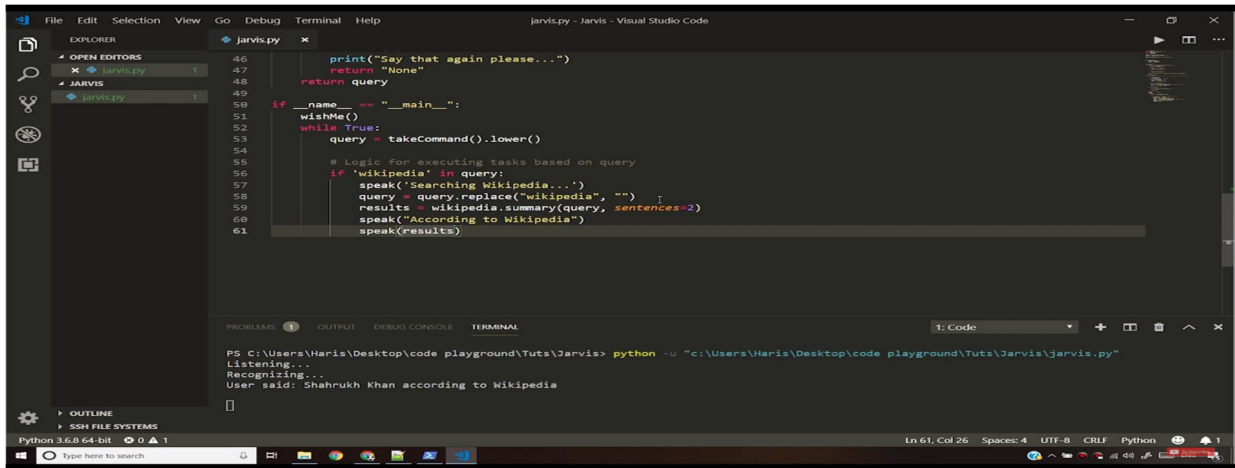 File Edit Selection View Go Debug Terminal Help jarvis.py - Jarvis - Visual Studio Code
EXPLORER
OPEN EDITORS
jarvis.py 1
JARVIS
jarvis.py 1
jarvis.py
46 print("Say that again please...")
47 return "None"
48 return query
49
50 if __name__ == "__main__":
51 wishMe()
52 while True:
53 query = takeCommand().lower()
54
55 # Logic for executing tasks based on query
56 if 'wikipedia' in query:
57 speak('Searching Wikipedia...')
58 query = query.replace("wikipedia", "")
59 results = wikipedia.summary(query, sentences=2)
60 speak("According to Wikipedia")
61 speak(results)
PROBLEMS 1 OUTPUT DEBUG CONSOLE TERMINAL 1: Code
PS C:\Users\Haris\Desktop\code playground\Tuts\Jarvis> python -u "c:\Users\Haris\Desktop\code playground\Tuts\Jarvis\jarvis.py"
Listening...
Recognizing...
User said: Shahrukh Khan according to Wikipedia
OUTLINE
SSH FILE SYSTEMS
Python 3.6.8 64-bit 0 1 Ln 61, Col 26 Spaces: 4 UTF-8 CRLF Python 1
Type here to search